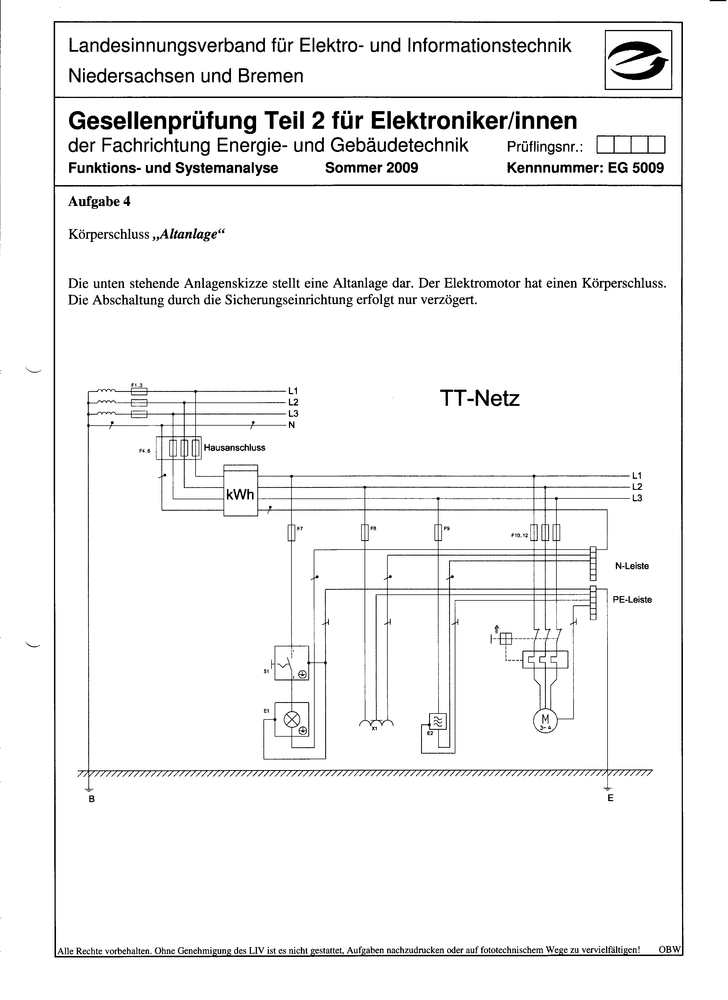 Landesinnungsverband für Elektro- und Informationstechnik
Niedersachsen und Bremen
Gesellenprüfung Teil 2 für Elektroniker/innen
der Fachrichtung Energie- und Gebäudetechnik Prüflingsnr.:
Funktions- und Systemanalyse Sommer 2009 Kennnummer: EG 5009
Aufgabe 4
Körperschluss „Altanlage“
Die unten stehende Anlagenskizze stellt eine Altanlage dar. Der Elektromotor hat einen Körperschluss.
Die Abschaltung durch die Sicherungseinrichtung erfolgt nur verzögert.
F1..3
L1
TT-Netz
L2
L3
N
F4..6
Hausanschluss
L1
L2
kWh
L3
F7
F8
F9
F10..12
N-Leiste
PE-Leiste
1
S1
2
E1
M
3~ Δ
X1
E2
B
E
Alle Rechte vorbehalten. Ohne Genehmigung des LIV ist es nicht gestattet, Aufgaben nachzudrucken oder auf fototechnischem Wege zu vervielfältigen! OBW